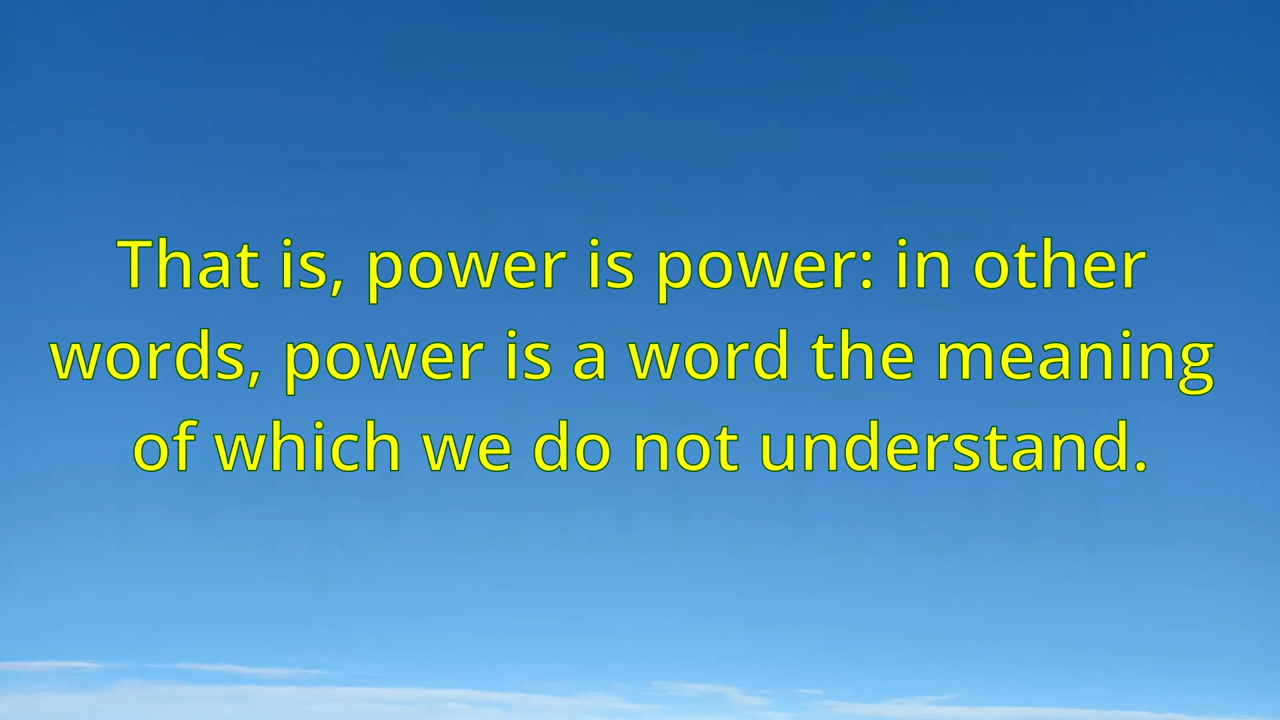 That is, power is power: in other
words, power is a word the meaning
of which we do not understand.